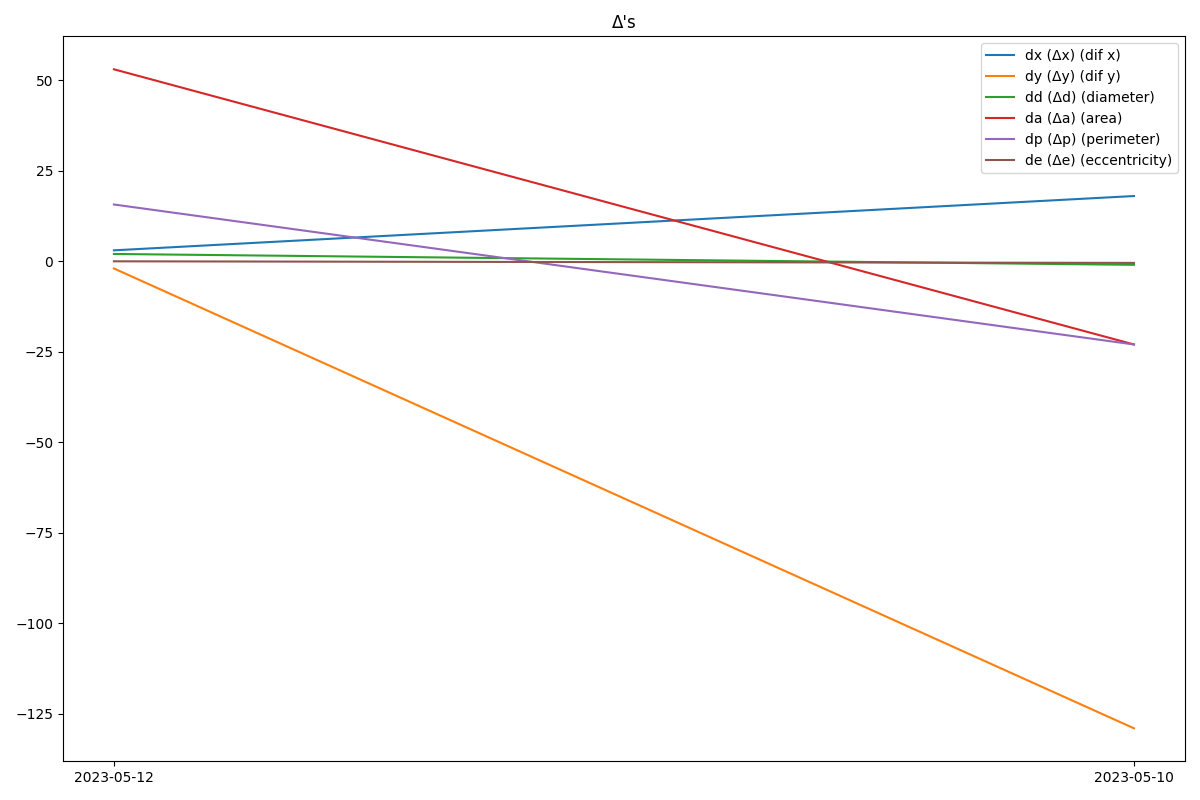 Δ's
dx (Δx) (dif x)
dy (Δy) (dif y)
dd (Δd) (diameter)
da (Δa) (area)
dp (Δp) (perimeter)
de (Δe) (eccentricity)
50
25
0
−25
−50
−75
−100
−125
2023-05-12
2023-05-10